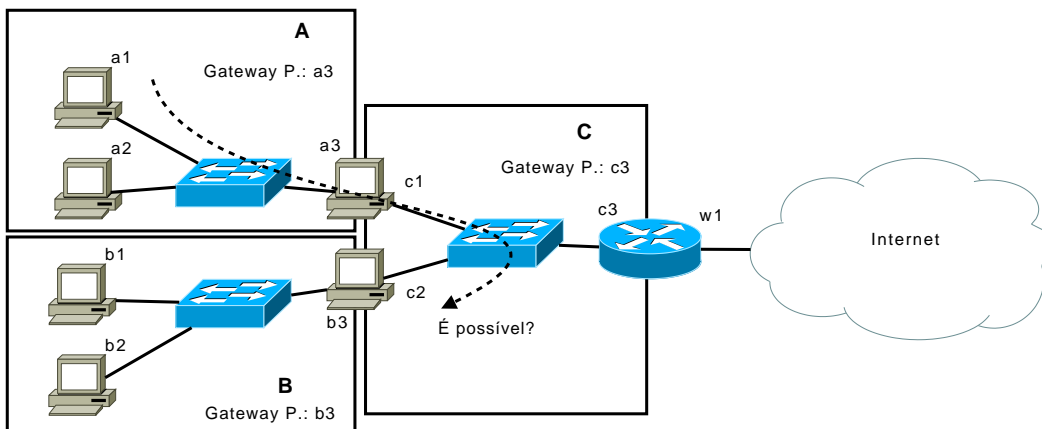 A
a1
Gateway P.: a3
a2
a3
C
Gateway P.: c3
c1
c3
w1
Internet
b1
c2
b3
É possível?
b2
B
Gateway P.: b3